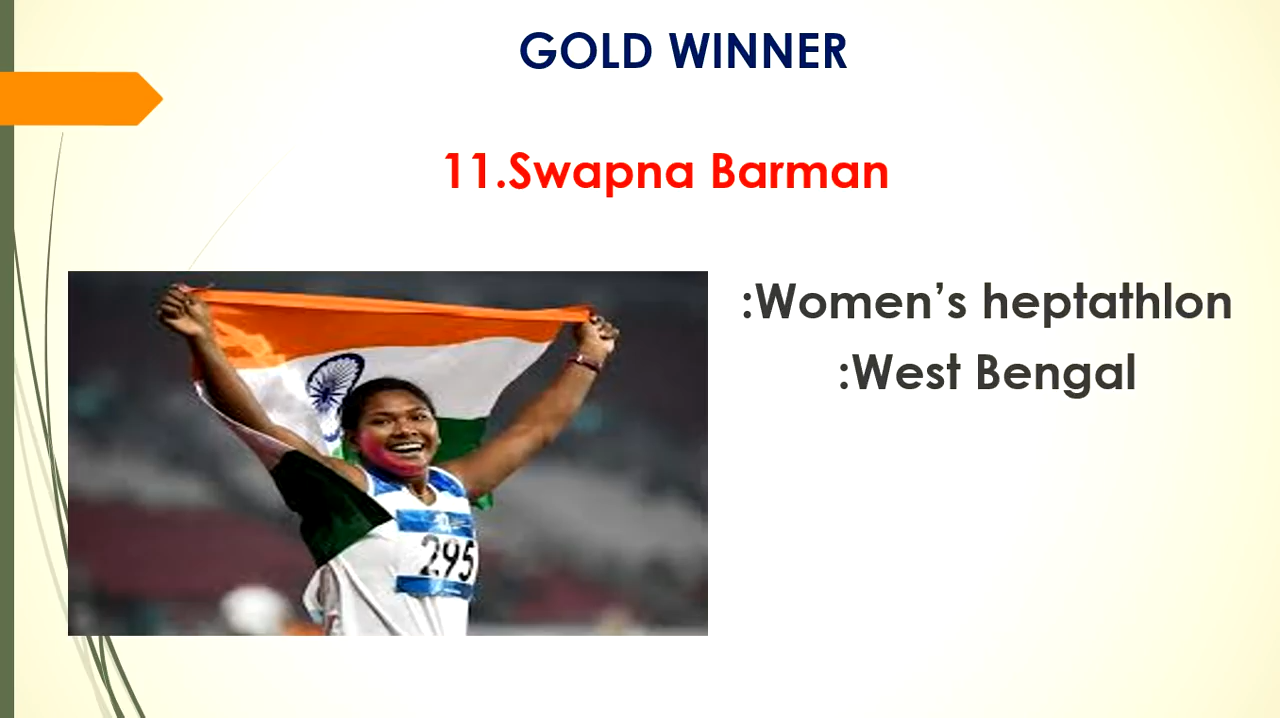 GOLD WINNER
11.Swapna Barman
:Women’s heptathlon
:West Bengal
295